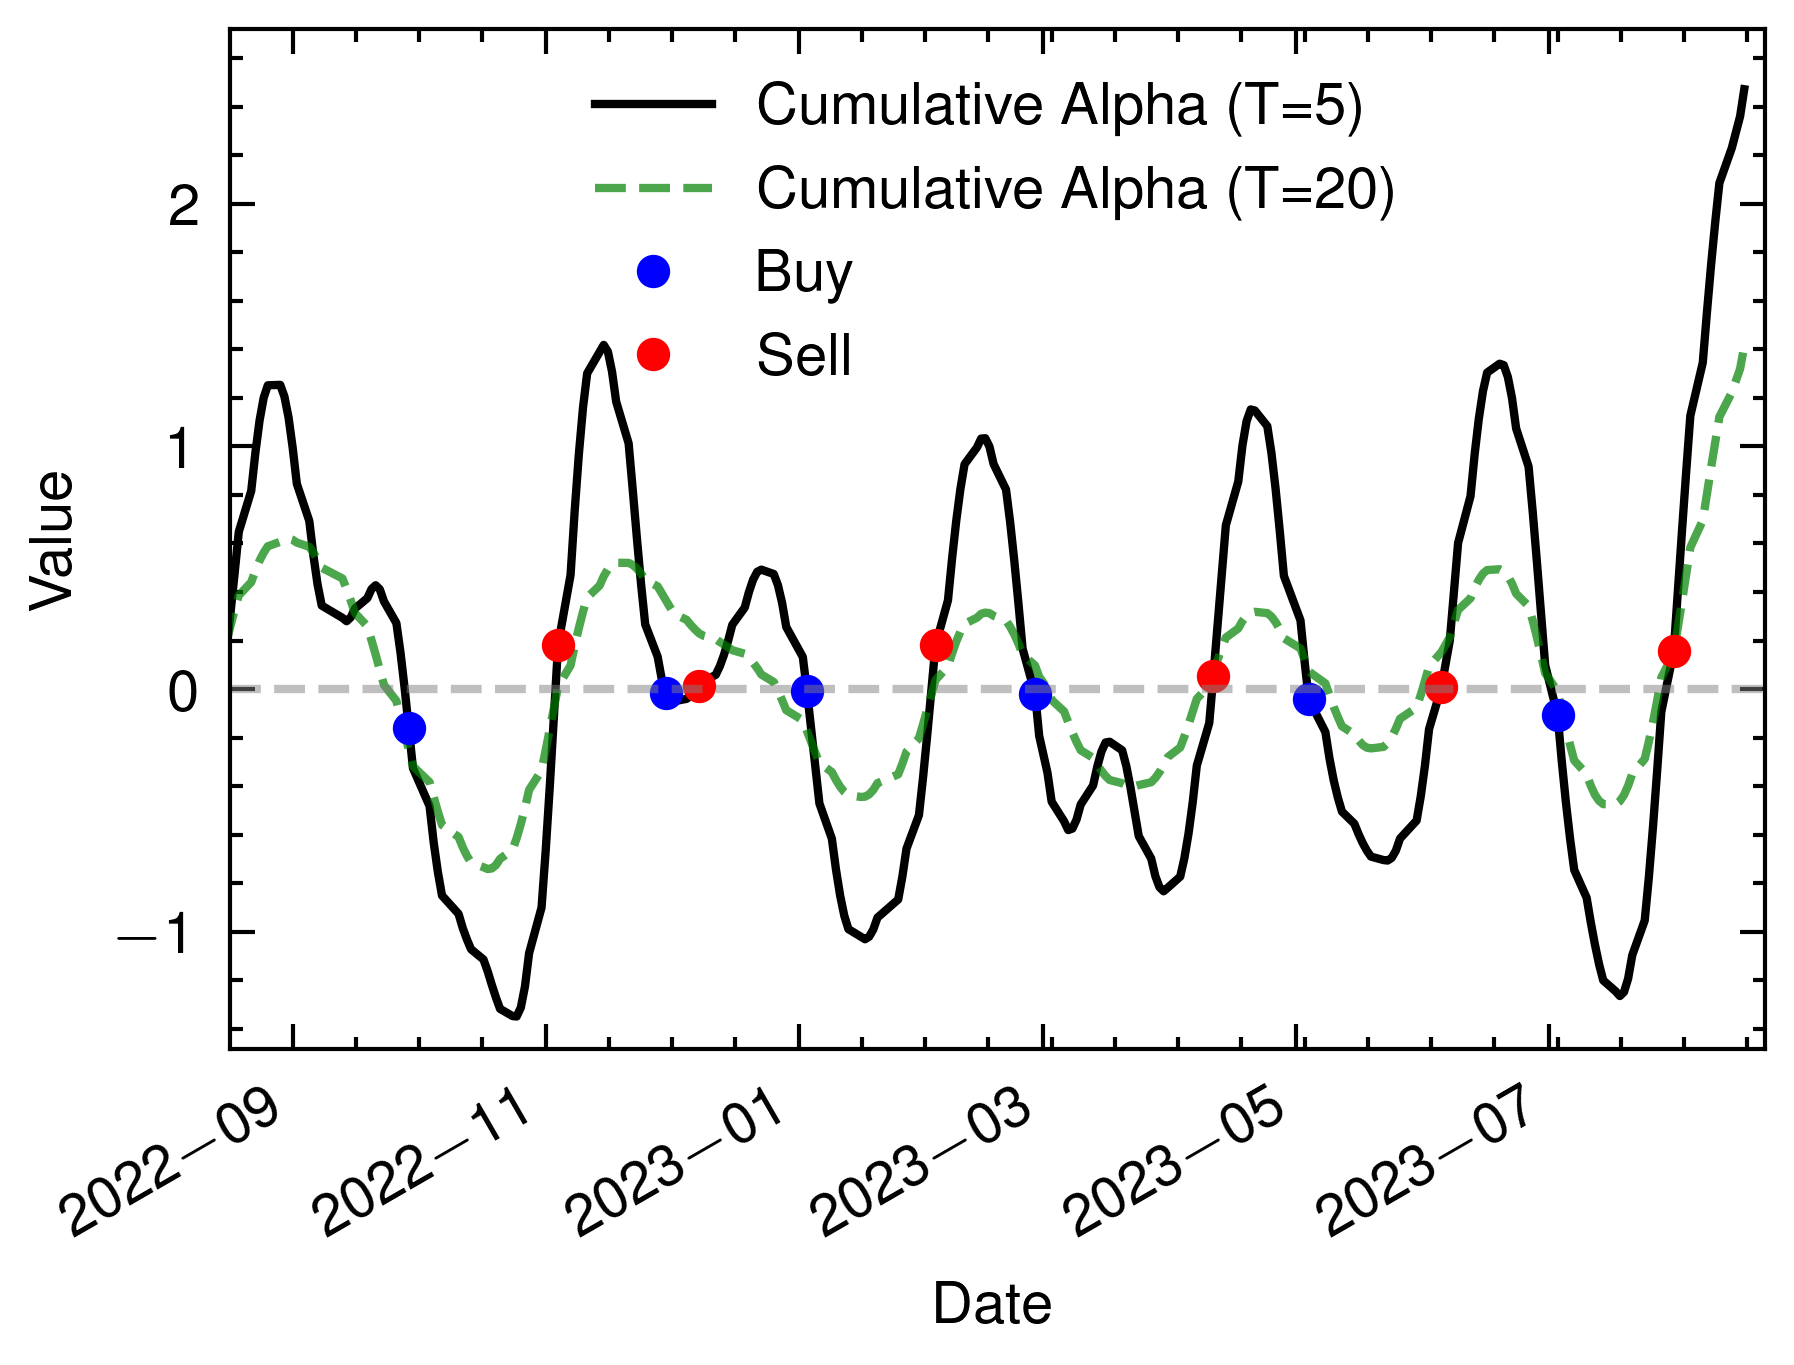 Cumulative Alpha (T=5)
Cumulative Alpha (T=20)
Buy
Sell
2
1
0
−1
Value
2022−09
2022−11
2023−01
2023−03
2023−05
2023−07
Date